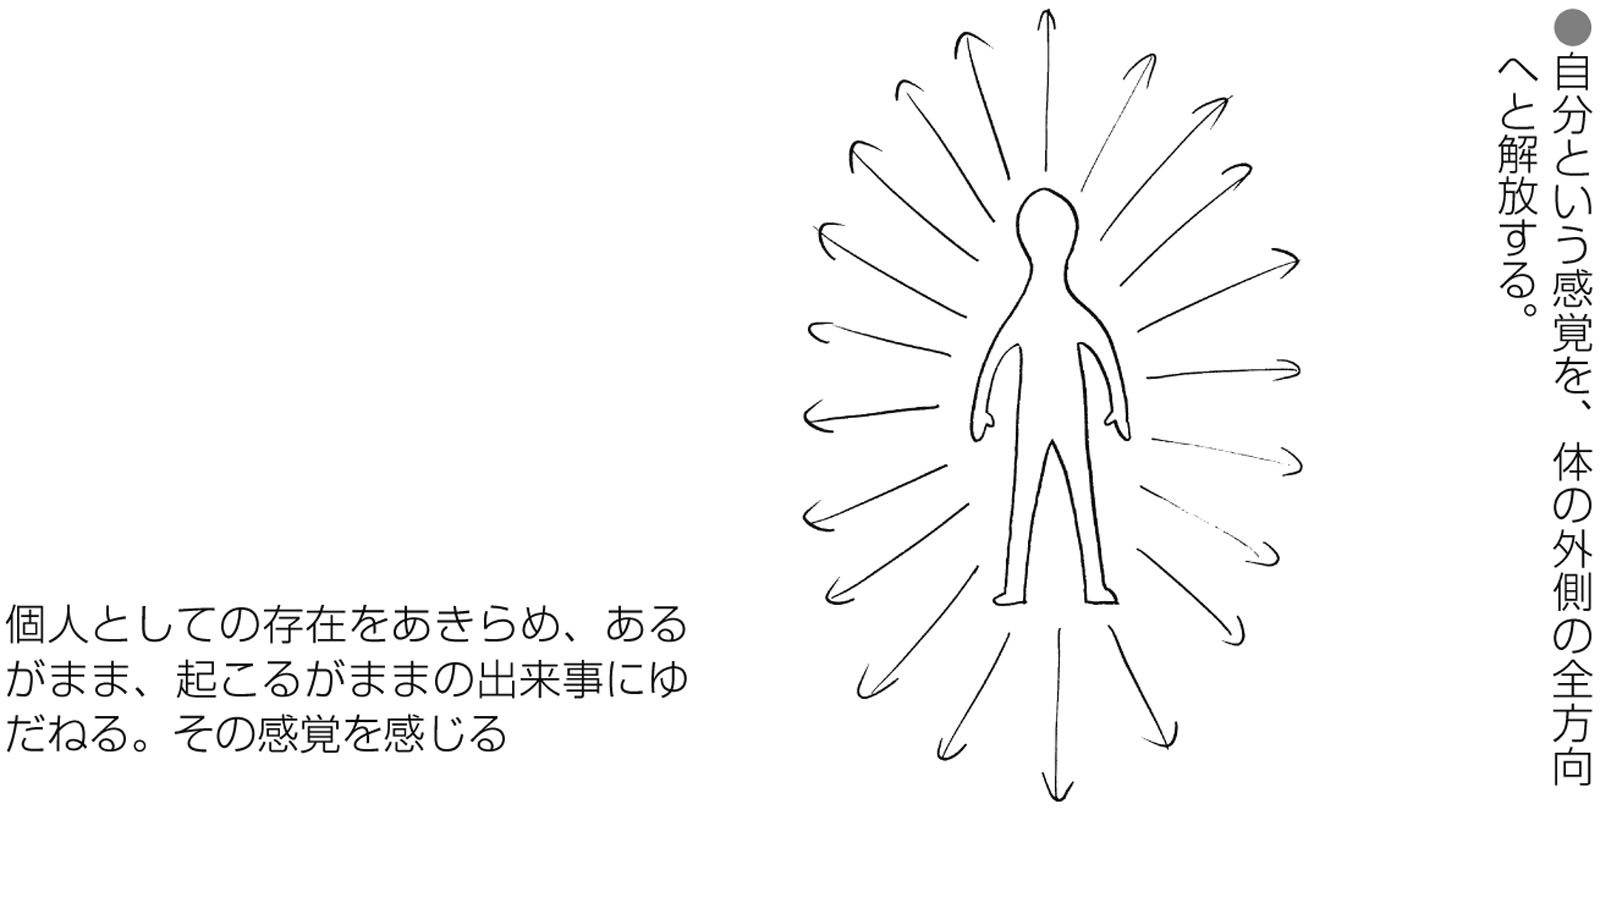 ●自分という感覚を、体の外側の全方向
へと解放する。
個人としての存在をあきらめ、ある
がまま、起こるがままの出来事にゆ
だねる。その感覚を感じる